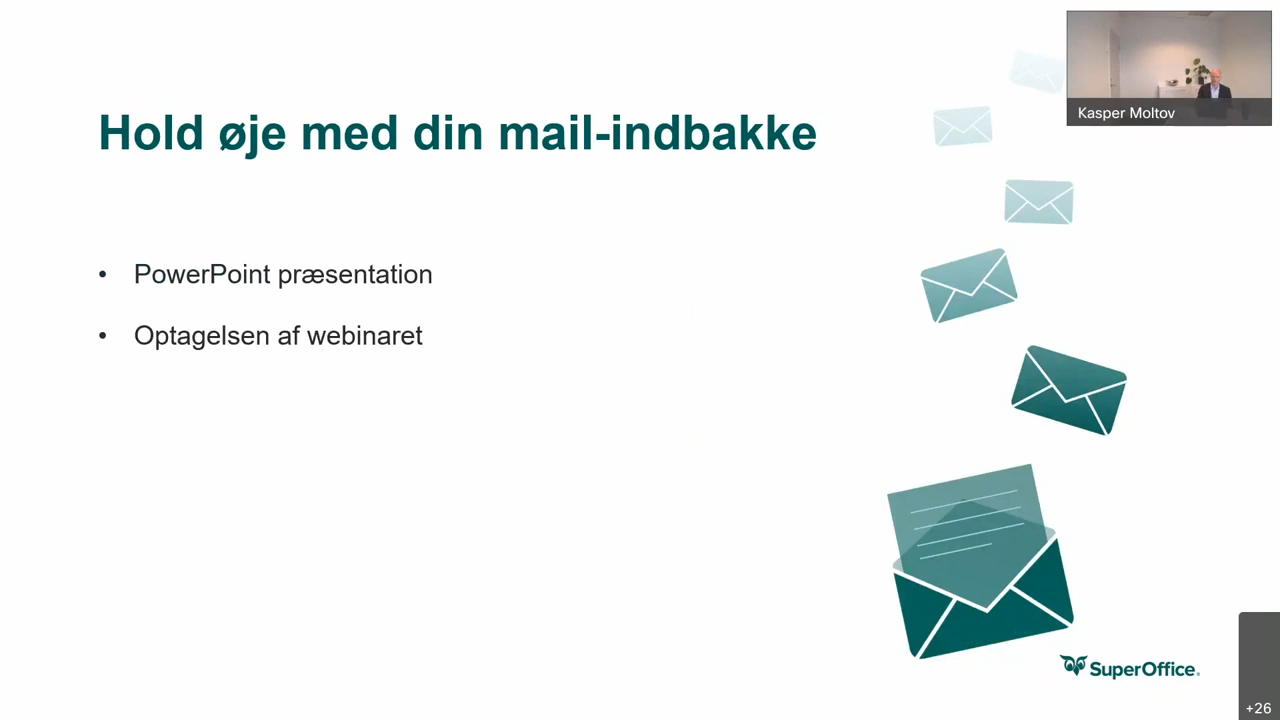 Hold øje med din mail-indbakke
Kasper Moltov
• PowerPoint præsentation
• Optagelsen af webinaret
SuperOffice.
+26